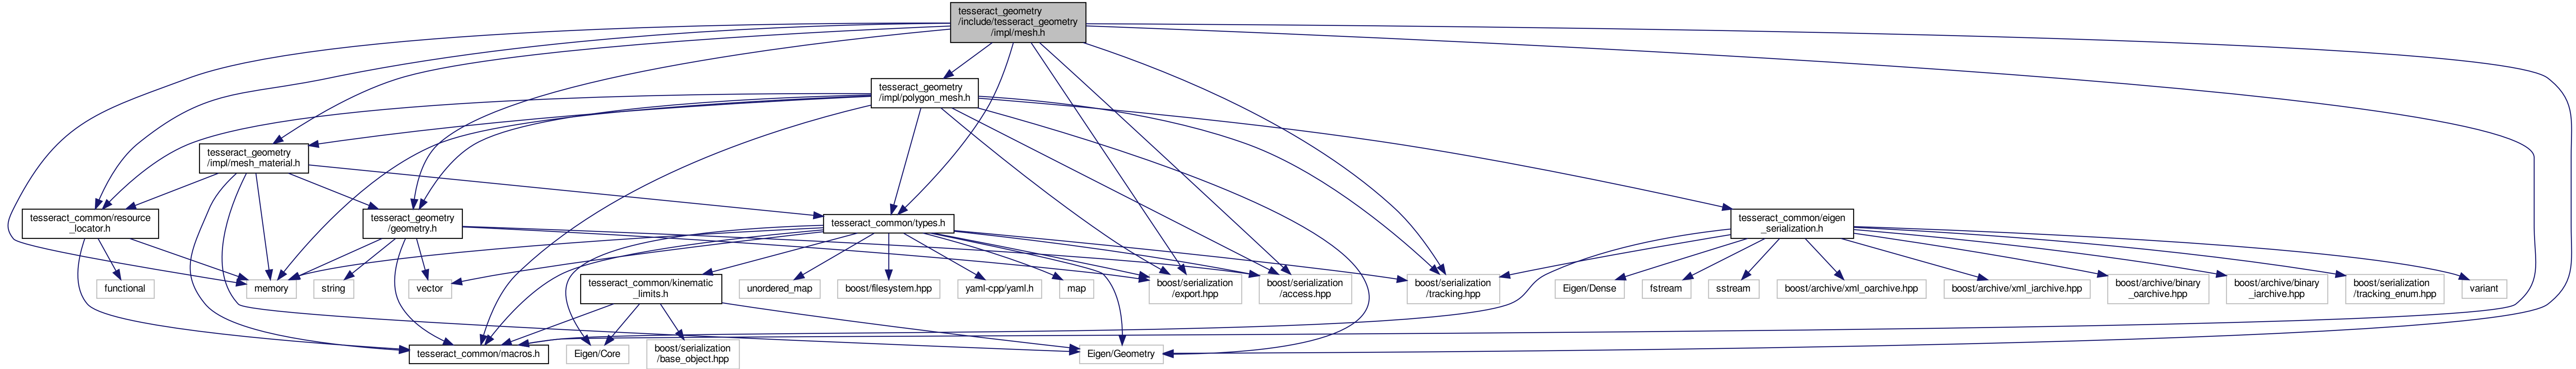 tesseract_geometry
/include/tesseract_geometry
/impl/mesh.h
tesseract_geometry
/impl/polygon_mesh.h
tesseract_geometry
/impl/mesh_material.h
tesseract_common/resource
_locator.h
tesseract_geometry
/geometry.h
tesseract_common/types.h
tesseract_common/eigen
_serialization.h
functional
memory
string
vector
tesseract_common/kinematic
_limits.h
unordered_map
boost/filesystem.hpp
yaml-cpp/yaml.h
map
boost/serialization
/export.hpp
boost/serialization
/access.hpp
boost/serialization
/tracking.hpp
Eigen/Dense
fstream
sstream
boost/archive/xml_oarchive.hpp
boost/archive/xml_iarchive.hpp
boost/archive/binary
_oarchive.hpp
boost/archive/binary
_iarchive.hpp
boost/serialization
/tracking_enum.hpp
variant
tesseract_common/macros.h
Eigen/Core
boost/serialization
/base_object.hpp
Eigen/Geometry